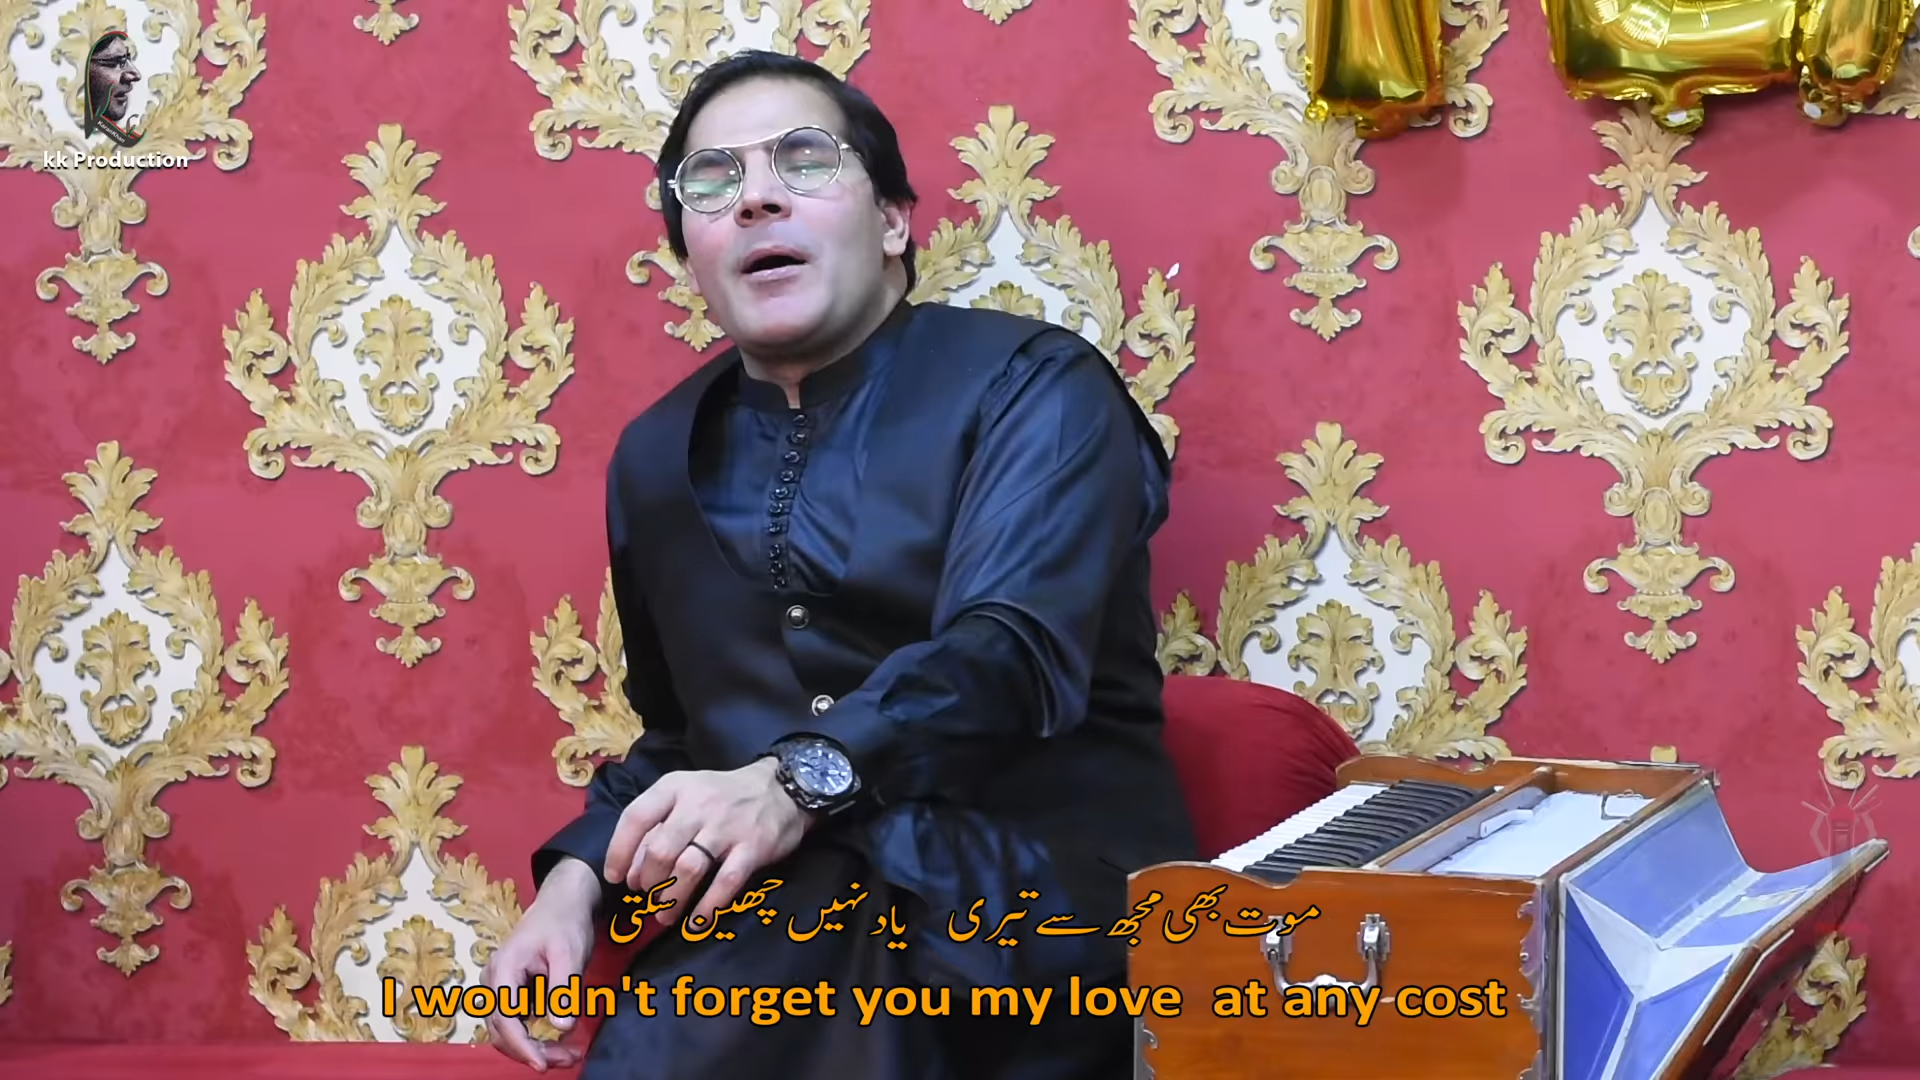 KaranKhan
kk Production
موت بھی مجھ سے تیری یاد نہیں چھین سکتی
I wouldn't forget you my love at any cost